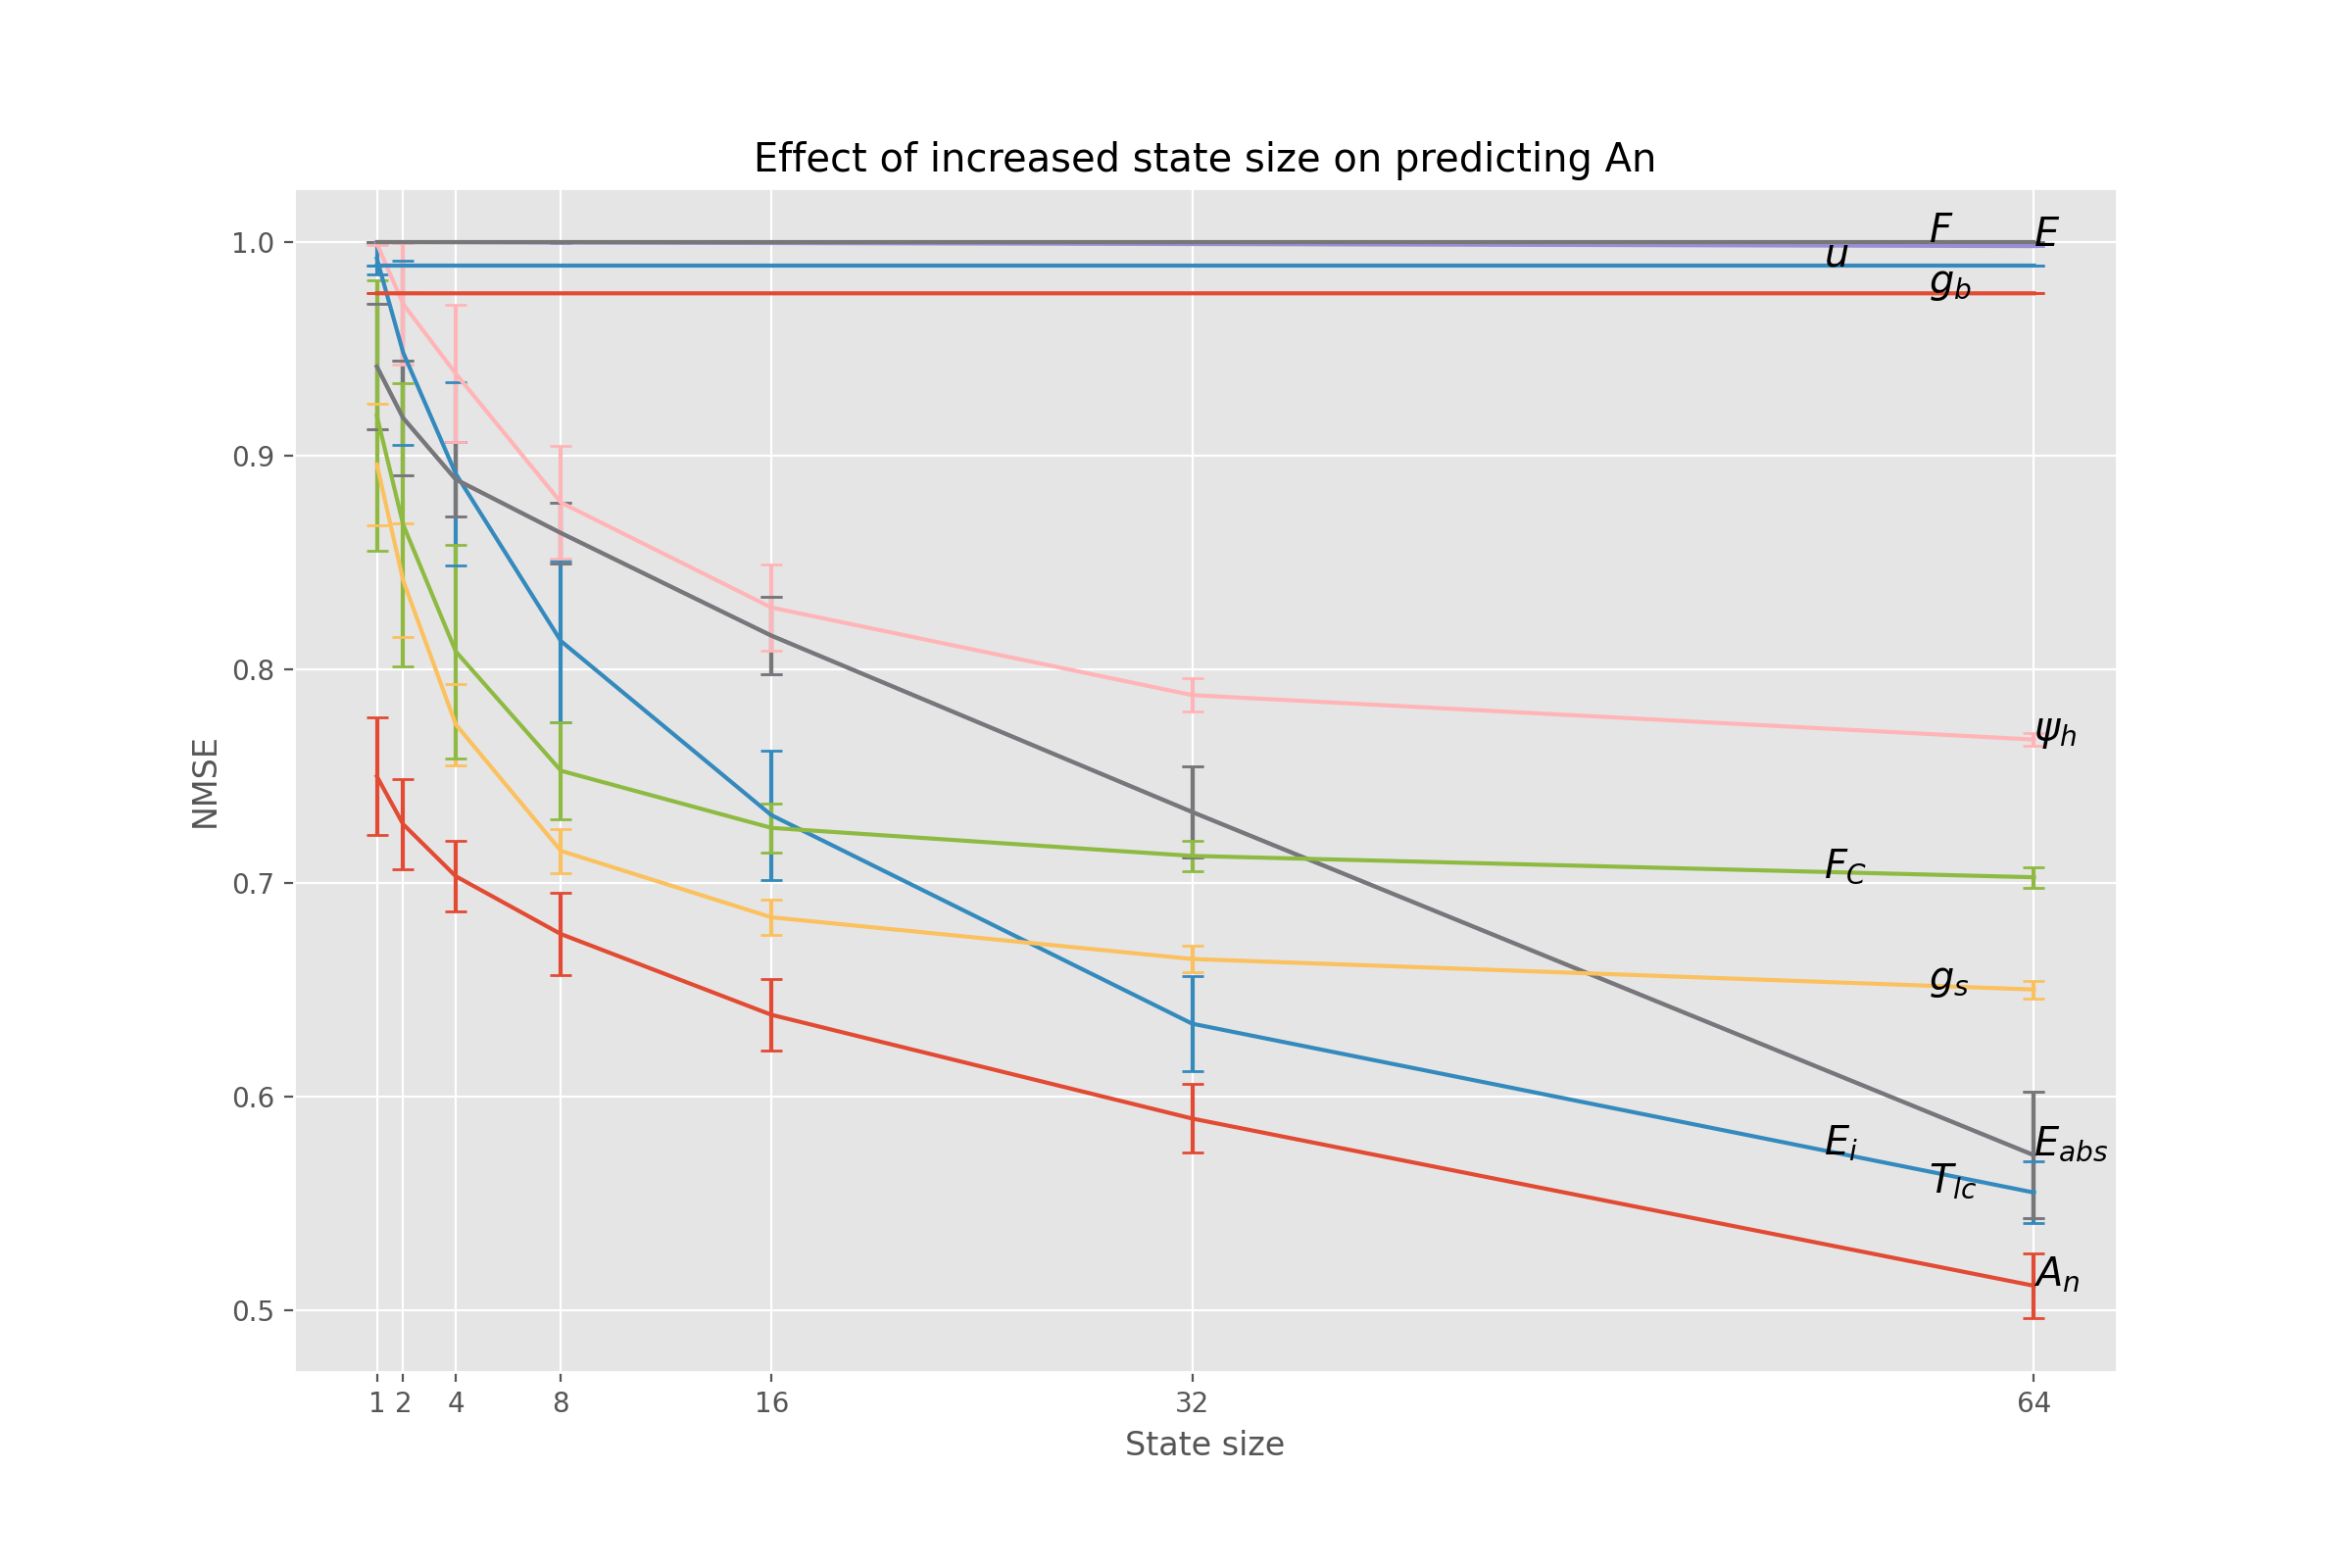 Effect of increased state size on predicting An
F
E
u
g_b
1.0
0.9
0.8
ψ_h
NMSE
F_C
0.7
g_s
0.6
E_i
E_abs
T_lc
A_n
0.5
1 2 4 8 16 32 64
State size